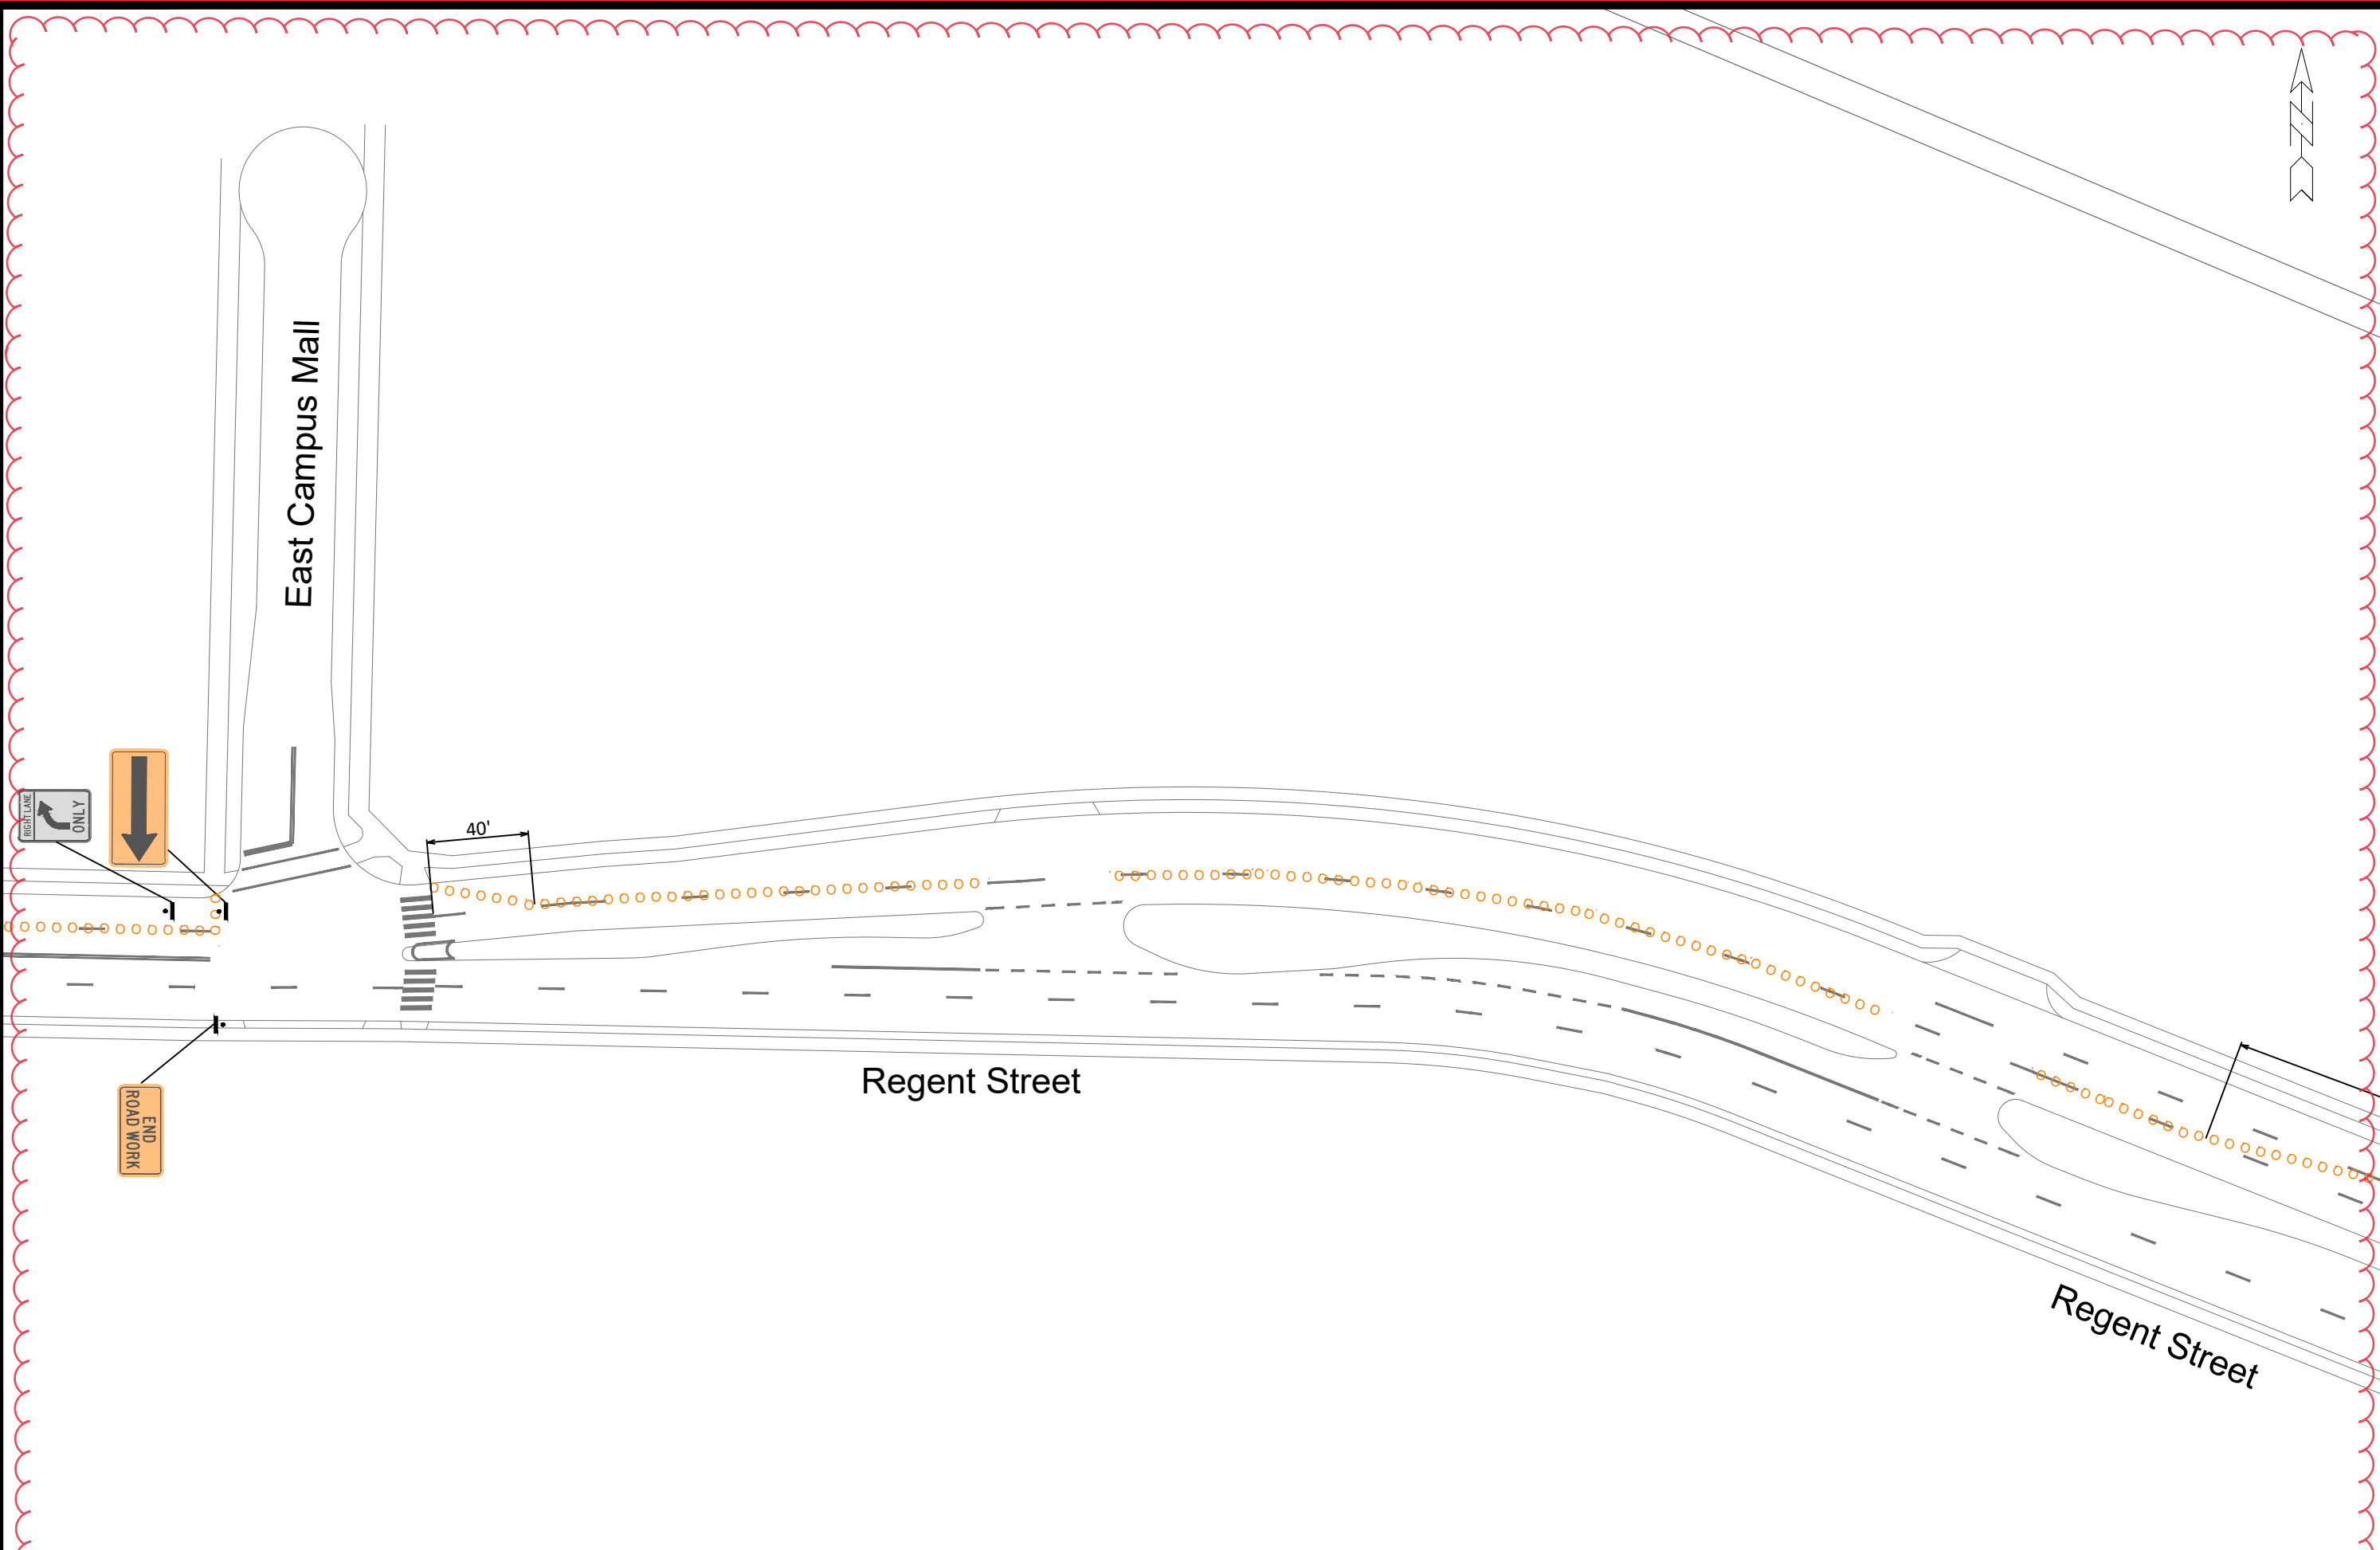 East Campus Mall
RIGHT LANE
ONLY
40'
END
ROAD WORK
Regent Street
Regent Street
N